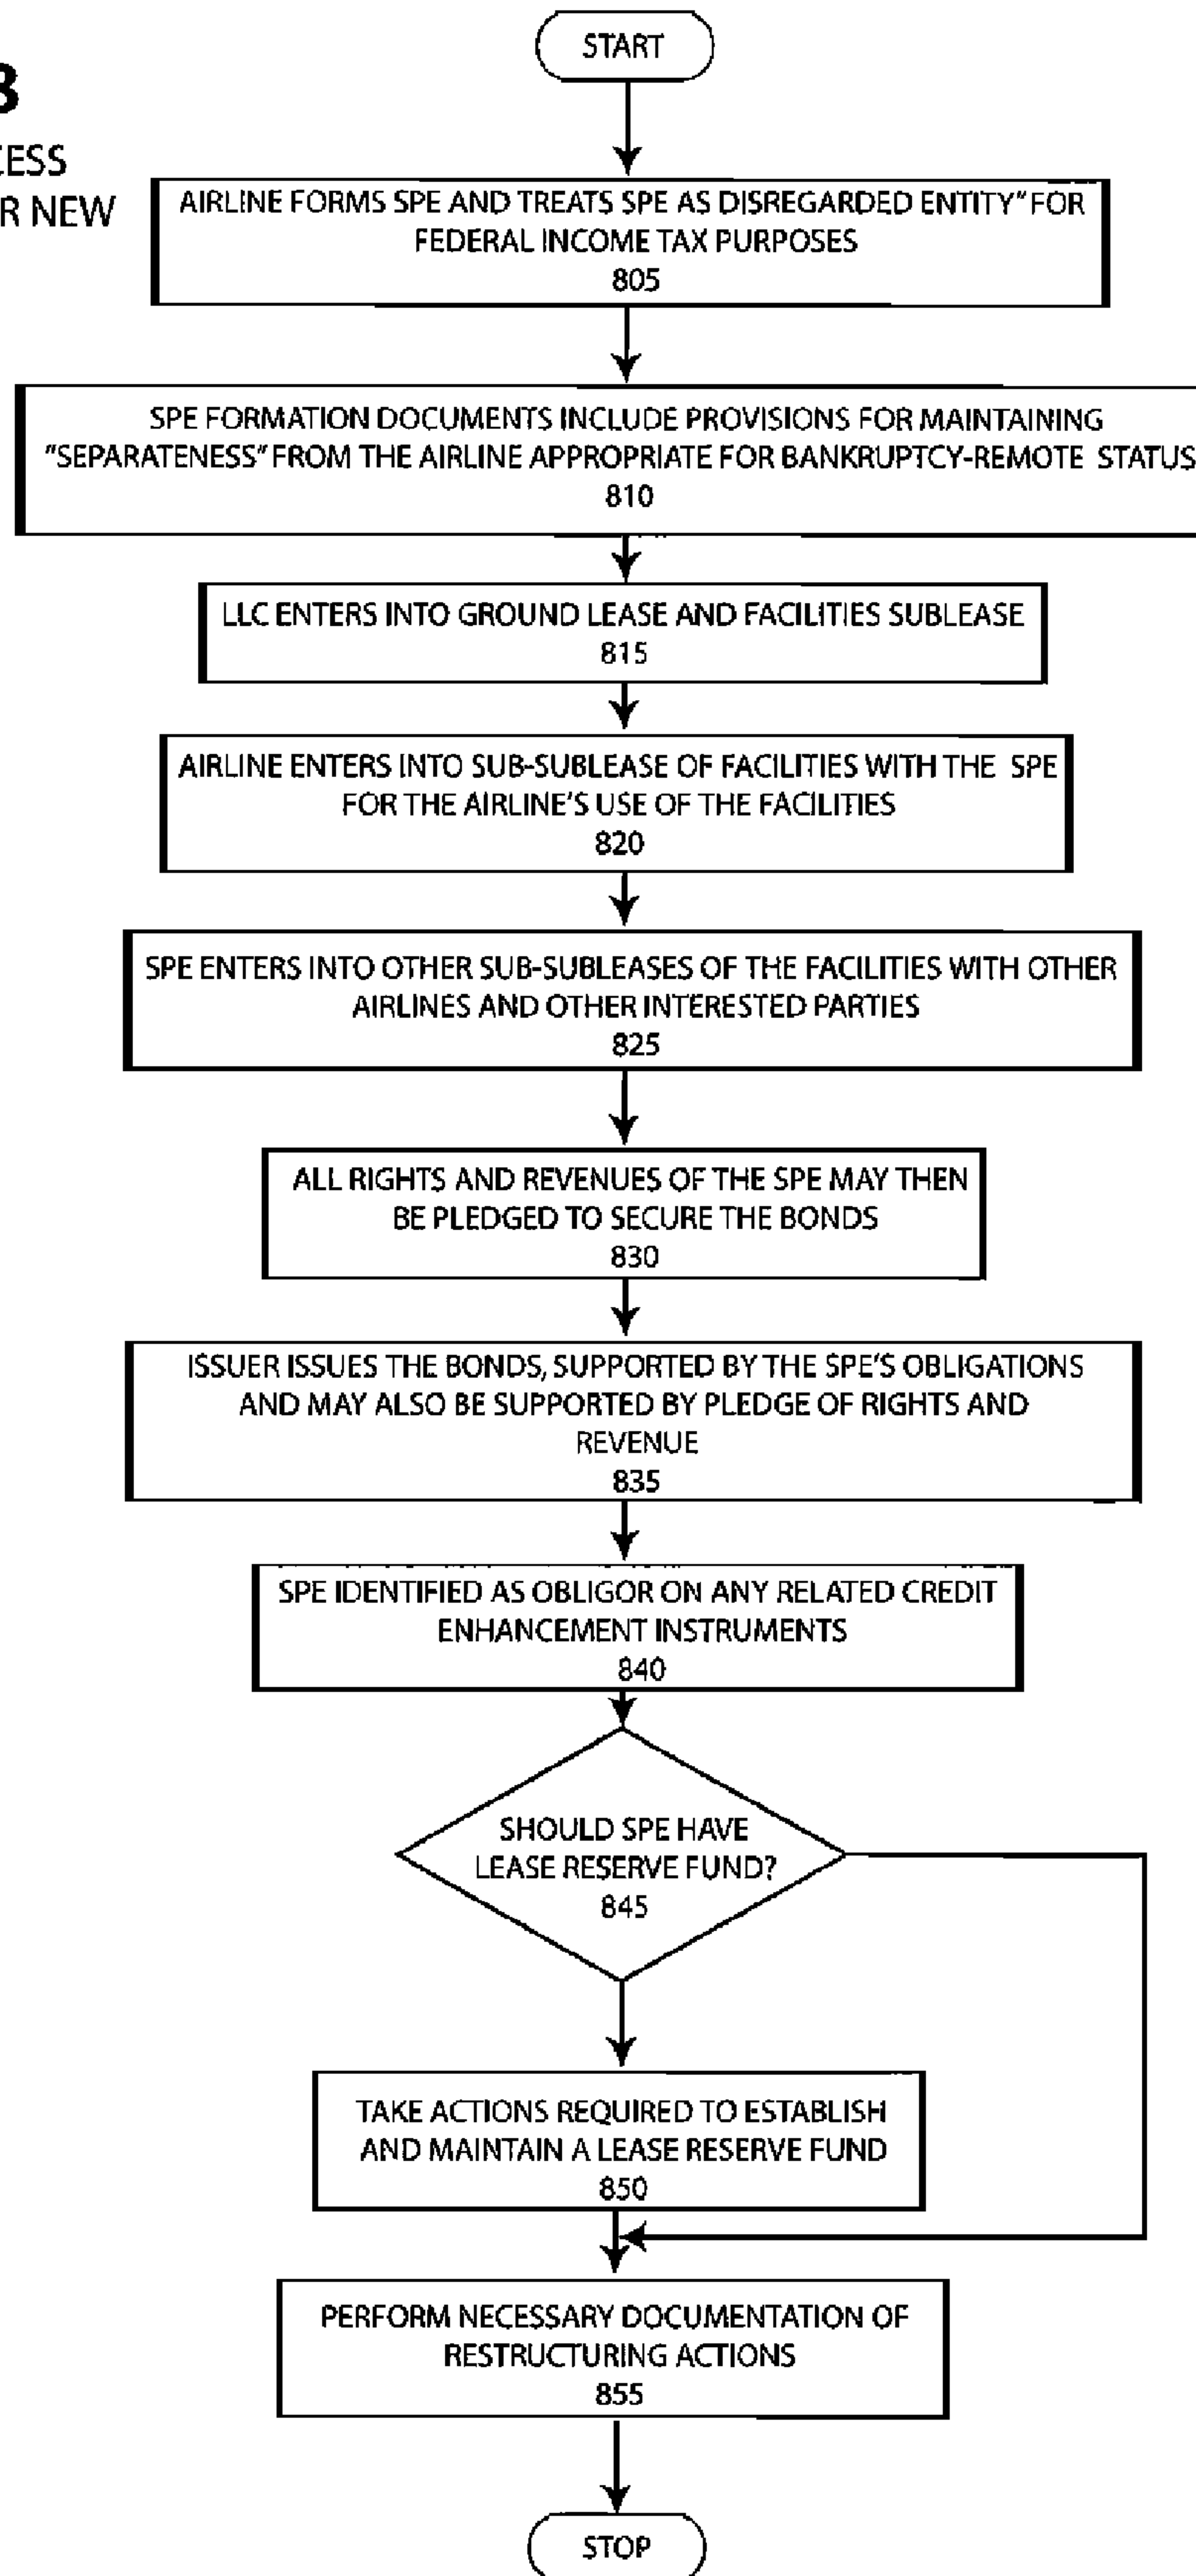 START
8
CESS
R NEW
AIRLINE FORMS SPE AND TREATS SPE AS DISREGARDED ENTITY" FOR
FEDERAL INCOME TAX PURPOSES
805
SPE FORMATION DOCUMENTS INCLUDE PROVISIONS FOR MAINTAINING
"SEPARATENESS" FROM THE AIRLINE APPROPRIATE FOR BANKRUPTCY-REMOTE STATUS
810
LLC ENTERS INTO GROUND LEASE AND FACILITIES SUBLEASE
815
AIRLINE ENTERS INTO SUB-SUBLEASE OF FACILITIES WITH THE SPE
FOR THE AIRLINE'S USE OF THE FACILITIES
820
SPE ENTERS INTO OTHER SUB-SUBLEASES OF THE FACILITIES WITH OTHER
AIRLINES AND OTHER INTERESTED PARTIES
825
ALL RIGHTS AND REVENUES OF THE SPE MAY THEN
BE PLEDGED TO SECURE THE BONDS
830
ISSUER ISSUES THE BONDS, SUPPORTED BY THE SPE'S OBLIGATIONS
AND MAY ALSO BE SUPPORTED BY PLEDGE OF RIGHTS AND
REVENUE
835
SPE IDENTIFIED AS OBLIGOR ON ANY RELATED CREDIT
ENHANCEMENT INSTRUMENTS
840
SHOULD SPE HAVE
LEASE RESERVE FUND?
845
TAKE ACTIONS REQUIRED TO ESTABLISH
AND MAINTAIN A LEASE RESERVE FUND
850
PERFORM NECESSARY DOCUMENTATION OF
RESTRUCTURING ACTIONS
855
STOP